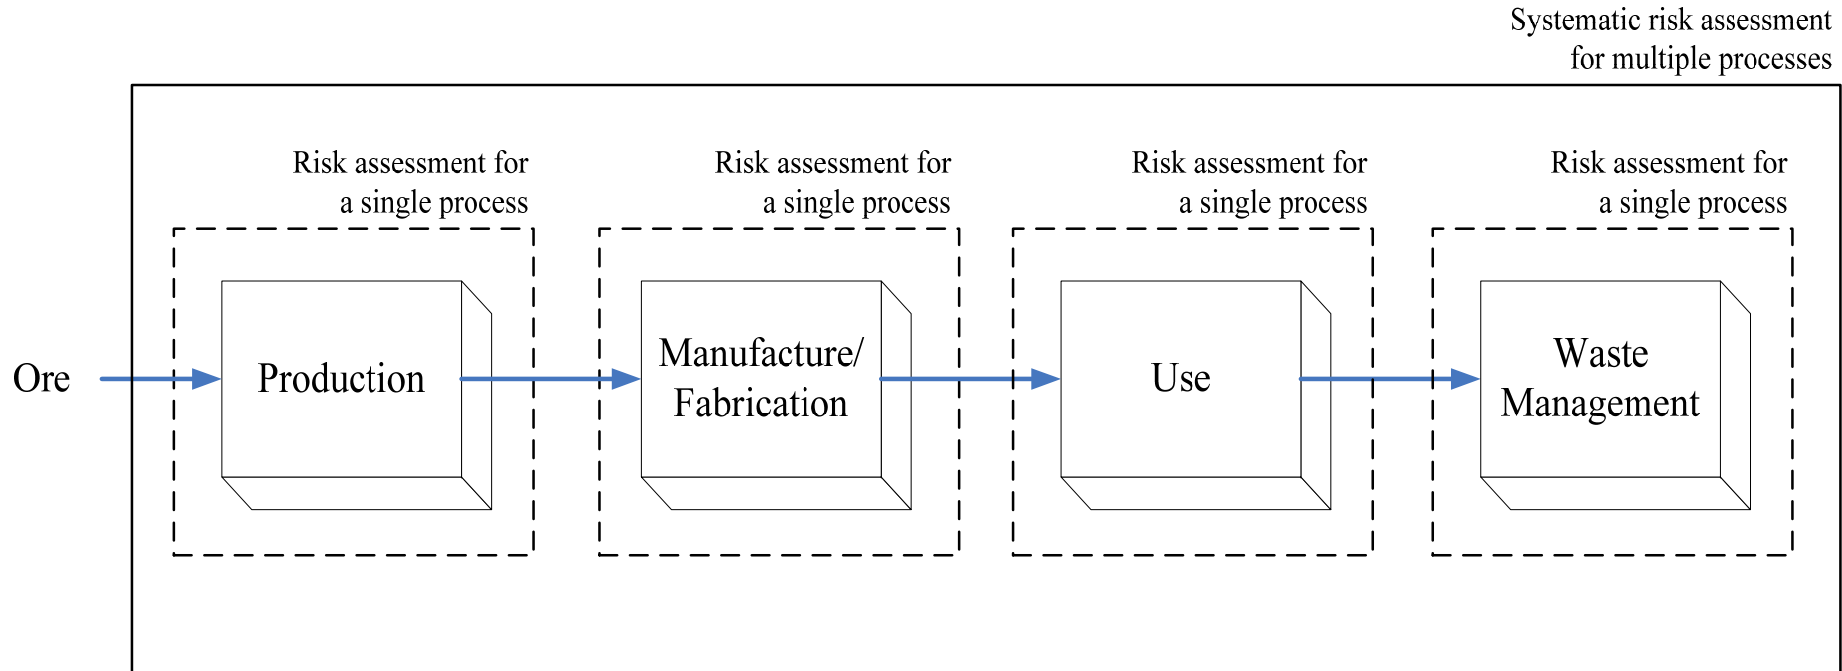 Systematic risk assessment
for multiple processes
Risk assessment for
a single process
Risk assessment for
a single process
Risk assessment for
a single process
Risk assessment for
a single process
Ore
Production
Manufacture/
Fabrication
Use
Waste
Management